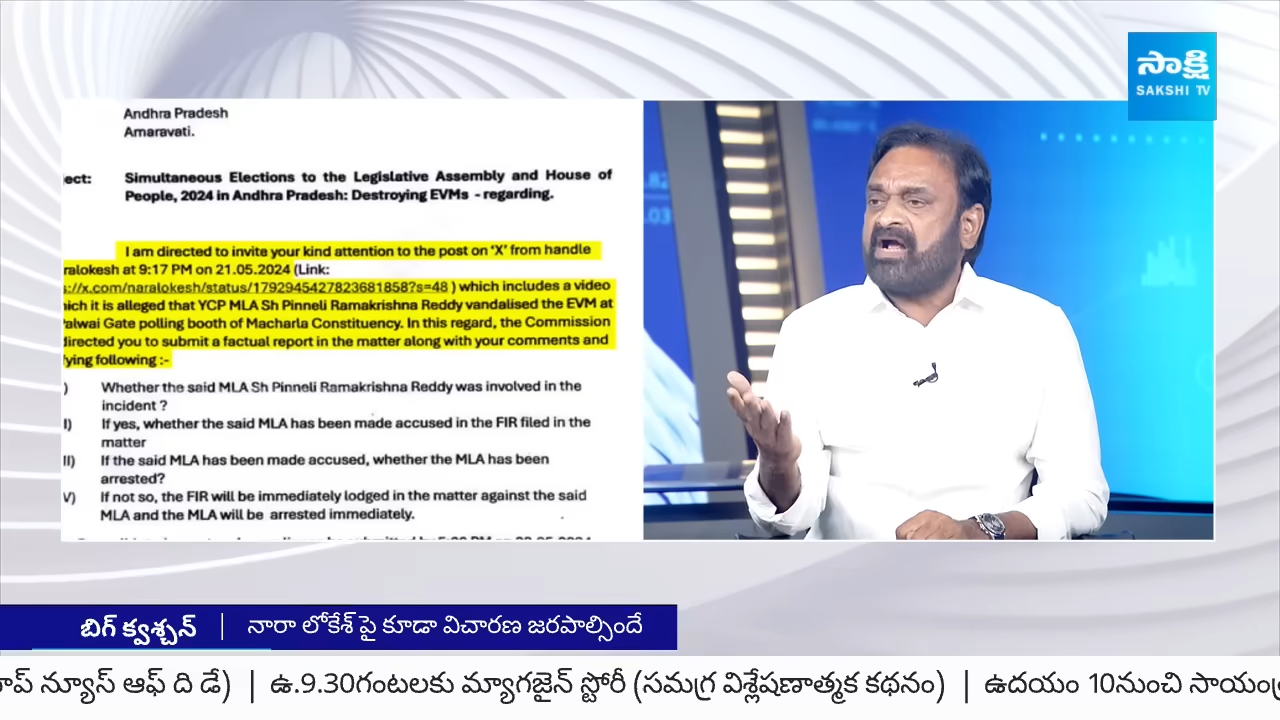 సాక్షి
SAKSHI TV
Andhra Pradesh
Amaravati.
ect: Simultaneous Elections to the Legislative Assembly and House of
People, 2024 in Andhra Pradesh: Destroying EVMs - regarding.
I am directed to invite your kind attention to the post on 'X' from handle
ralokesh at 9:17 PM on 21.05.2024 (Link:
s://x.com/naralokesh/status/1792945427823681858?s=48 ) which includes a video
ich it is alleged that YCP MLA Sh Pinneli Ramakrishna Reddy vandalised the EVM at
alwai Gate polling booth of Macharla Constituency. In this regard, the Commission
directed you to submit a factual report in the matter along with your comments and
fying following :-
) Whether the said MLA Sh Pinneli Ramakrishna Reddy was involved in the
incident ?
I) If yes, whether the said MLA has been made accused in the FIR filed in the
matter
II) If the said MLA has been made accused, whether the MLA has been
arrested?
V) If not so, the FIR will be immediately lodged in the matter against the said
MLA and the MLA will be arrested immediately.
బిగ్ క్వశ్చన్ | నారా లోకేశ్ పై కూడా విచారణ జరపాల్సిందే
టాప్ న్యూస్ ఆఫ్ ది డే) | ఉ.9.30గంటలకు మ్యాగజైన్ స్టోరీ (సమగ్ర విశ్లేషణాత్మక కథనం) | ఉదయం 10నుంచి సాయం